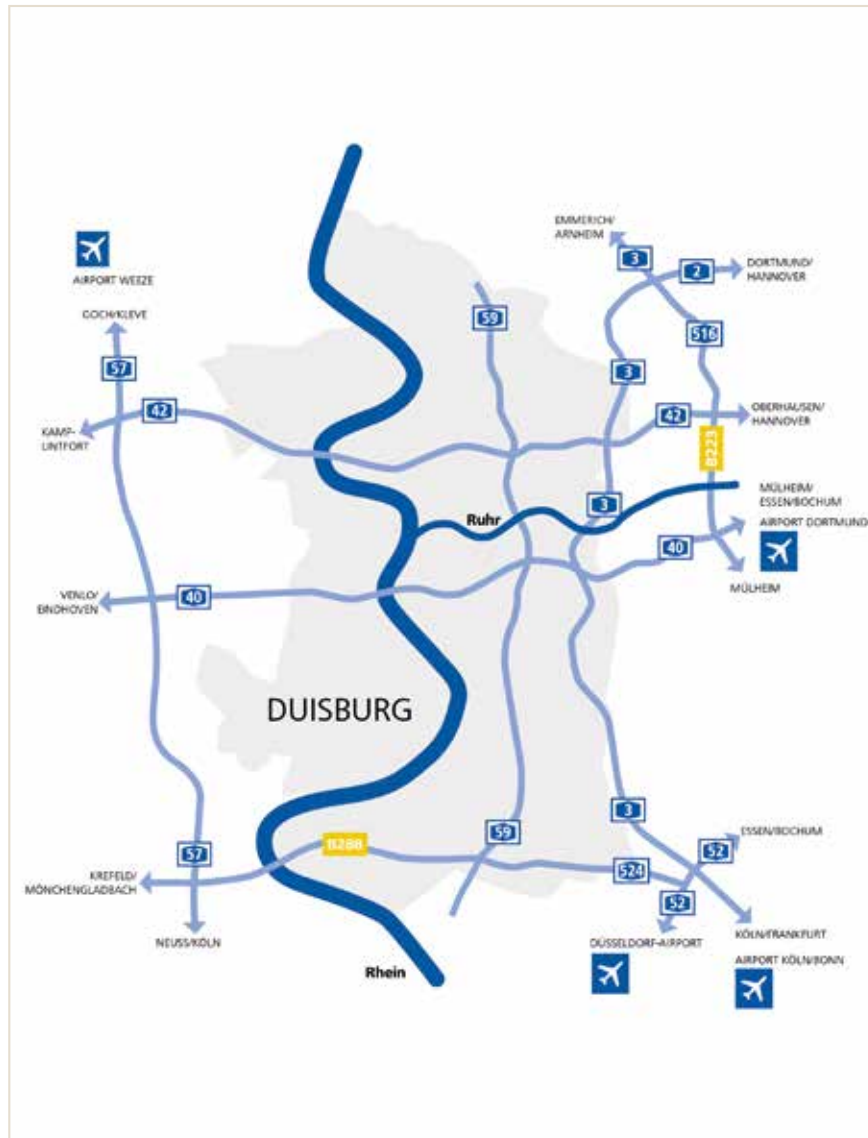 EMMERICH/
ARNHEIM
3
2
DORTMUND/
HANNOVER
AIRPORT WEEZE
GOCH/KLEVE
59
516
57
3
42
42
OBERHAUSEN/
HANNOVER
KAMP-
LINTFORT
B223
MÜLHEIM/
ESSEN/BOCHUM
3
Ruhr
AIRPORT DORTMUND
40
MÜLHEIM
VENLO/
EINDHOVEN
40
DUISBURG
3
59
ESSEN/BOCHUM
B288
57
52
524
KREFELD/
MÖNCHENGLADBACH
52
NEUSS/KÖLN
DÜSSELDORF-AIRPORT
KÖLN/FRANKFURT
Rhein
AIRPORT KÖLN/BONN